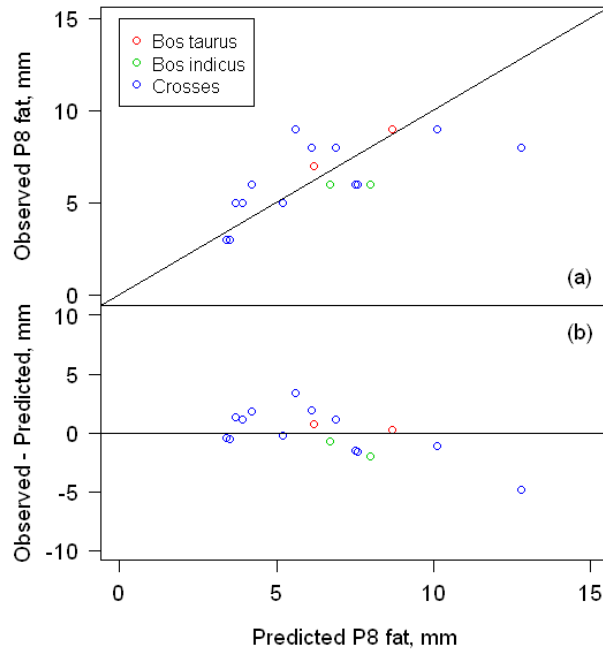 15
10
5
0
Observed P8 fat, mm
Bos taurus
Bos indicus
Crosses
(a)
10
5
0
-5
-10
Observed - Predicted, mm
(b)
0
5
10
15
Predicted P8 fat, mm